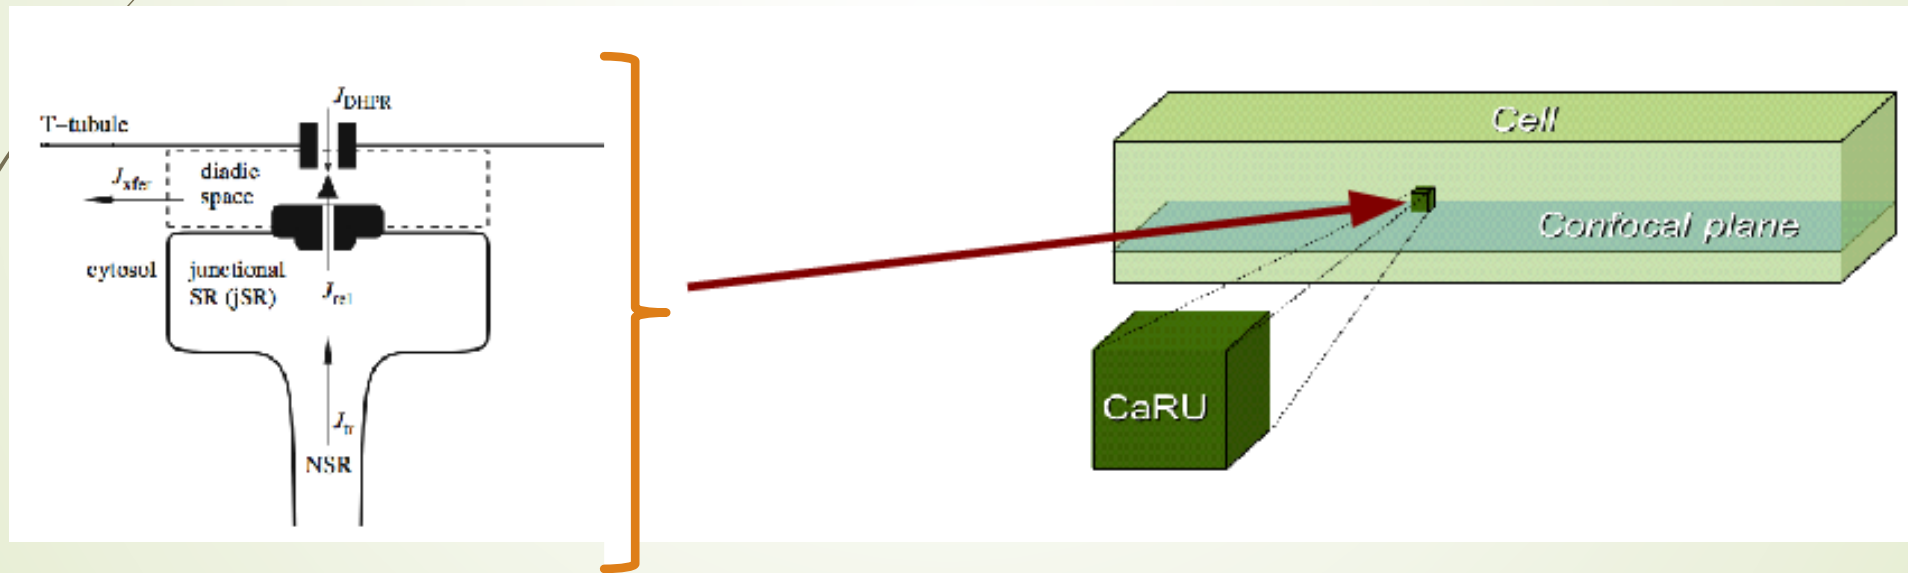 J_DHPR
T-tubule
J_xfer
diadic
space
cytosol
junctional
SR (jSR)
J_rel
J_tr
NSR
Cell
Confocal plane
CaRU